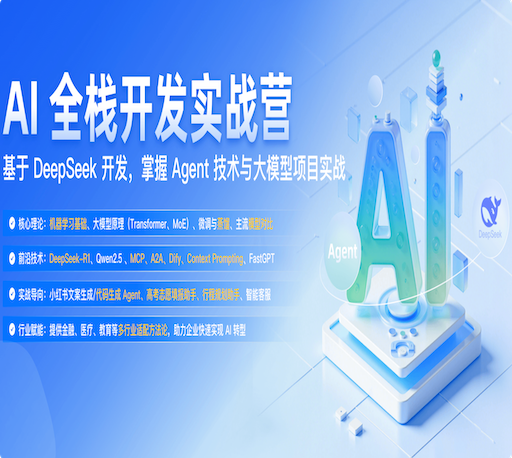 AI 全栈开发实战营
基于 DeepSeek 开发，掌握 Agent 技术与大模型项目实战
核心理论：机器学习基础、大模型原理（Transformer、MoE）、微调与蒸馏、主流模型对比
前沿技术：DeepSeek-R1、Qwen2.5 、MCP、A2A、Dify、Context Prompting、FastGPT
实战导向：小红书文案生成/代码生成 Agent、高考志愿填报助手、行程规划助手、智能客服
行业赋能：提供金融、医疗、教育等多行业适配方法论，助力企业快速实现 AI 转型
Agent
AI
DeepSeek